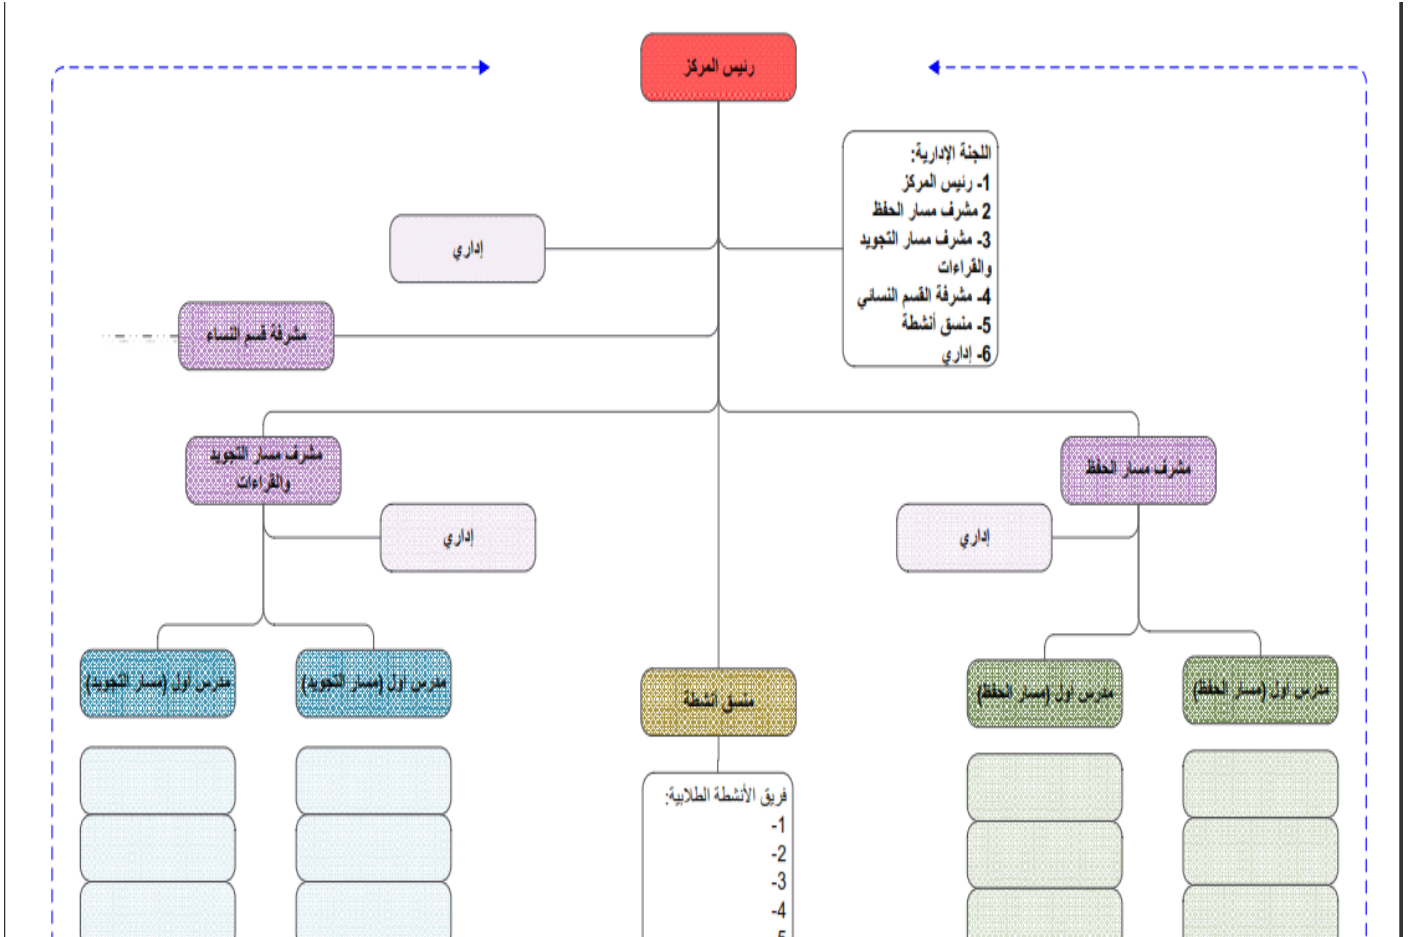 رئيس المركز
اللجنة الإدارية:
1- رئيس المركز
2 مشرف مسار الحفظ
3- مشرف مسار التجويد
والقراءات
4- مشرفة القسم النسائي
5- منسق أنشطة
6- إداري
إداري
مشرفة قسم النساء
مشرف مسار الحفظ
مشرف مسار التجويد
والقراءات
إداري
إداري
مدرس أول (مسار الحفظ)
مدرس أول (مسار الحفظ)
منسق أنشطة
مدرس أول (مسار التجويد)
مدرس أول (مسار التجويد)
فريق الأنشطة الطلابية:
1-
2-
3-
4-